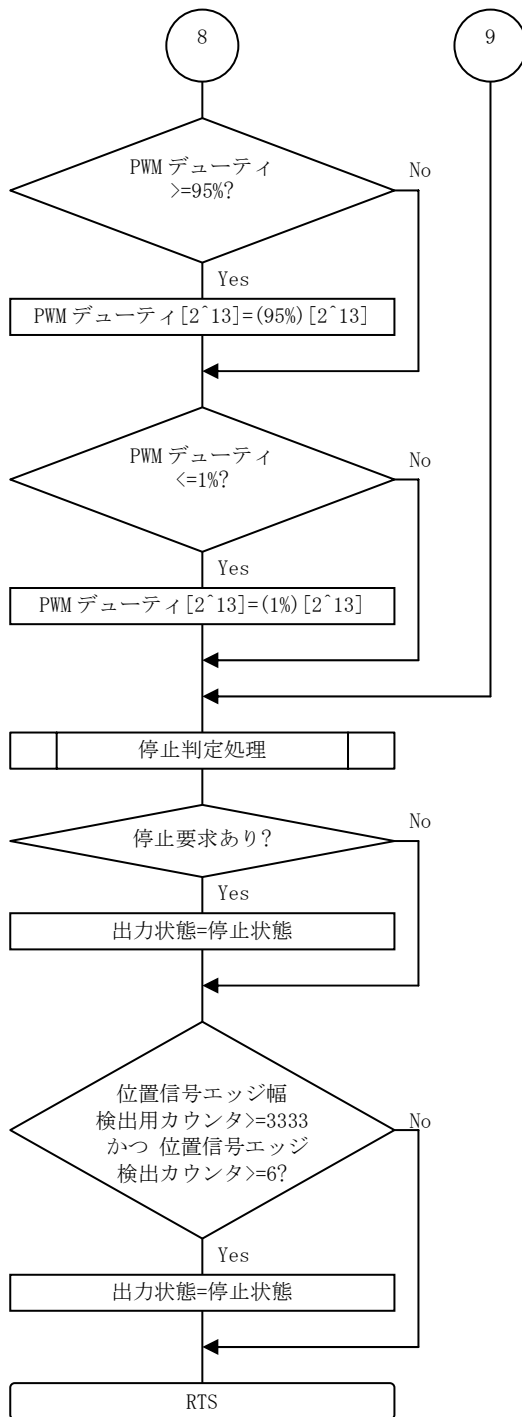 8
9
PWM デューティ
>=95%?
No
Yes
PWM デューティ[2^13]=(95%)[2^13]
PWM デューティ
<=1%?
No
Yes
PWM デューティ[2^13]=(1%)[2^13]
停止判定処理
停止要求あり?
No
Yes
出力状態=停止状態
位置信号エッジ幅
検出用カウンタ>=3333
かつ 位置信号エッジ
検出カウンタ>=6?
No
Yes
出力状態=停止状態
RTS